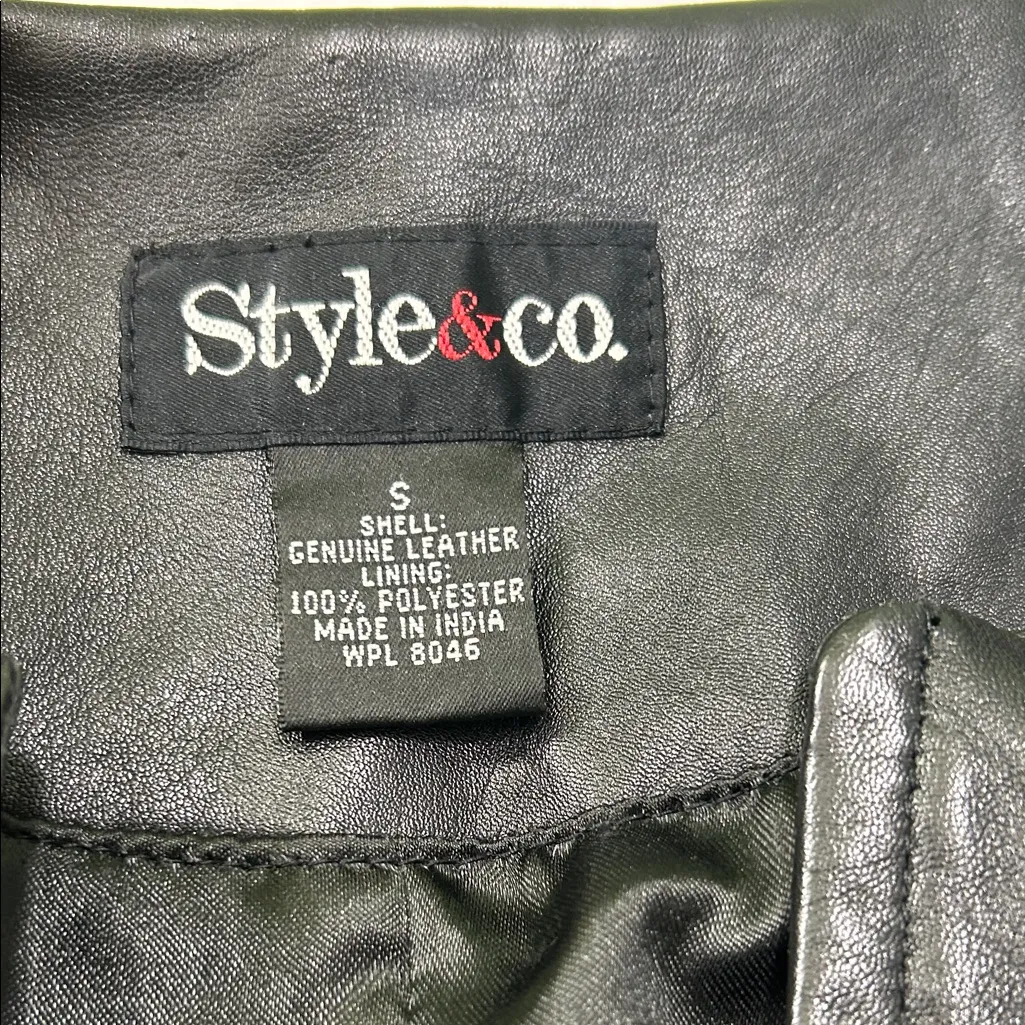 Style&co.
S
SHELL:
GENUINE LEATHER
LINING:
100% POLYESTER
MADE IN INDIA
WPL 8046